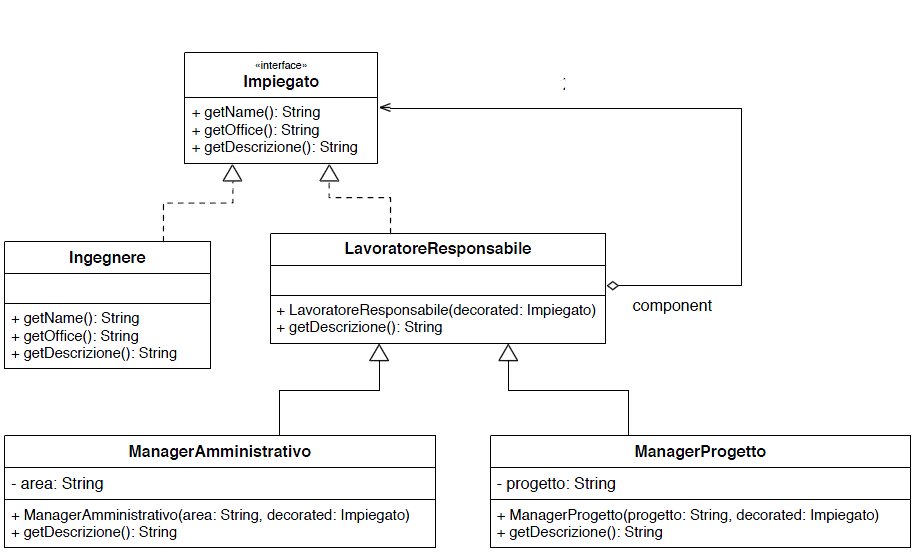 «interface»
Impiegato
+ getName(): String
+ getOffice(): String
+ getDescrizione(): String
Ingegnere
+ getName(): String
+ getOffice(): String
+ getDescrizione(): String
LavoratoreResponsabile
+ LavoratoreResponsabile(decorated: Impiegato)
+ getDescrizione(): String
component
ManagerAmministrativo
- area: String
+ ManagerAmministrativo(area: String, decorated: Impiegato)
+ getDescrizione(): String
ManagerProgetto
- progetto: String
+ ManagerProgetto(progetto: String, decorated: Impiegato)
+ getDescrizione(): String